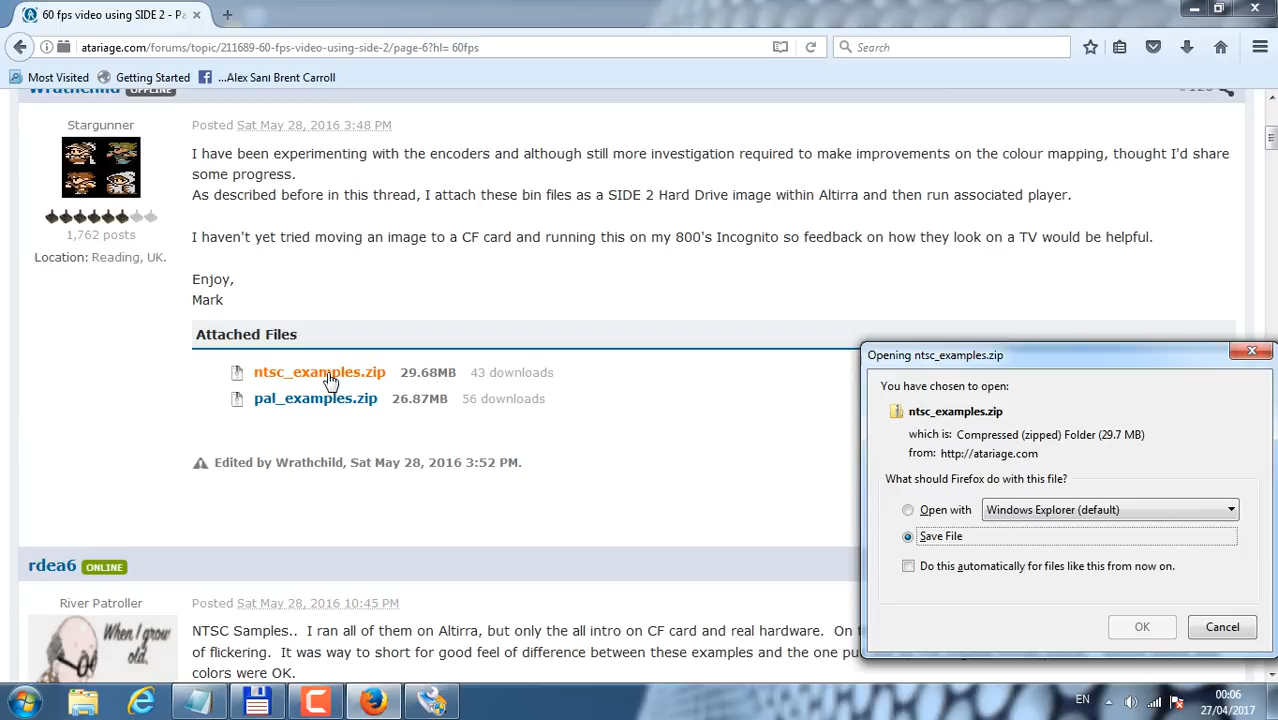 60 fps video using SIDE 2 - Pa
atariage.com/forums/topic/211689-60-fps-video-using-side-2/page-6?hl= 60fps
Search
Most Visited
Getting Started
...Alex Sani Brent Carroll
Wrathchild OFFLINE
Stargunner
1,762 posts
Location: Reading, UK.
Posted Sat May 28, 2016 3:48 PM
I have been experimenting with the encoders and although still more investigation required to make improvements on the colour mapping, thought I'd share
some progress.
As described before in this thread, I attach these bin files as a SIDE 2 Hard Drive image within Altirra and then run associated player.
I haven't yet tried moving an image to a CF card and running this on my 800's Incognito so feedback on how they look on a TV would be helpful.
Enjoy,
Mark
Attached Files
ntsc_examples.zip 29.68MB 43 downloads
pal_examples.zip 26.87MB 56 downloads
Edited by Wrathchild, Sat May 28, 2016 3:52 PM.
Opening ntsc_examples.zip
You have chosen to open:
ntsc_examples.zip
which is: Compressed (zipped) Folder (29.7 MB)
from: http://atariage.com
What should Firefox do with this file?
Open with Windows Explorer (default)
Save File
Do this automatically for files like this from now on.
OK
Cancel
rdea6 ONLINE
River Patroller
When I grow
old.
Posted Sat May 28, 2016 10:45 PM
NTSC Samples.. I ran all of them on Altirra, but only the all intro on CF card and real hardware. On t
of flickering. It was way to short for good feel of difference between these examples and the one pu
colors were OK.
EN
00:06
27/04/2017